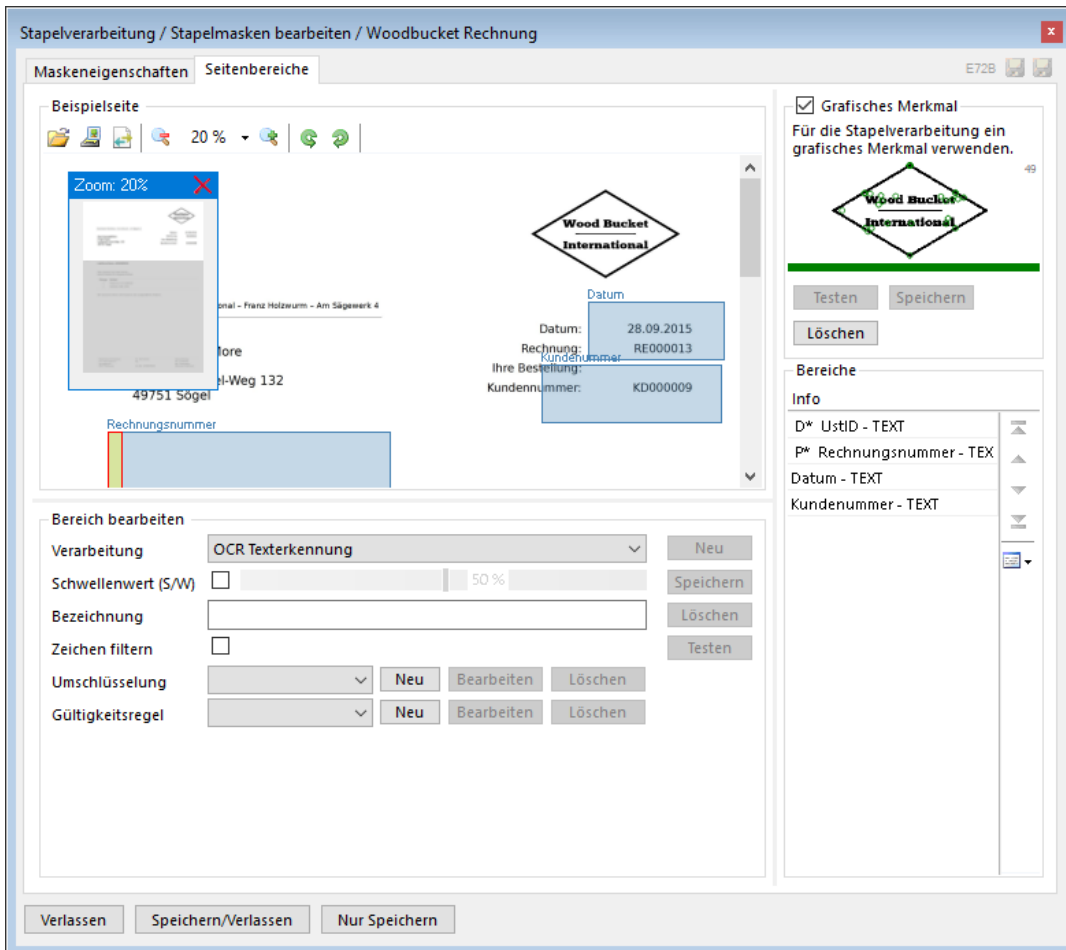 Stapelverarbeitung / Stapelmasken bearbeiten / Woodbucket Rechnung
x
Maskeneigenschaften Seitenbereiche
E72B
Beispielseite
20 %
Zoom: 20%
Wood Bucket
International
onal – Franz Holzwurm – Am Sägewerk 4
Datum
Datum: 28.09.2015
Rechnung: RE000013
Kundenummer
Ihre Bestellung:
Kundennummer: KD000009
More
el-Weg 132
49751 Sögel
Rechnungsnummer
Grafisches Merkmal
Für die Stapelverarbeitung ein
grafisches Merkmal verwenden.
49
Wood Bucket
International
Testen Speichern
Löschen
Bereiche
Info
D* UstID - TEXT
P* Rechnungsnummer - TEX
Datum - TEXT
Kundenummer - TEXT
Bereich bearbeiten
Verarbeitung OCR Texterkennung Neu
Schwellenwert (S/W) 50 % Speichern
Bezeichnung Löschen
Zeichen filtern Testen
Umschlüsselung Neu Bearbeiten Löschen
Gültigkeitsregel Neu Bearbeiten Löschen
Verlassen Speichern/Verlassen Nur Speichern